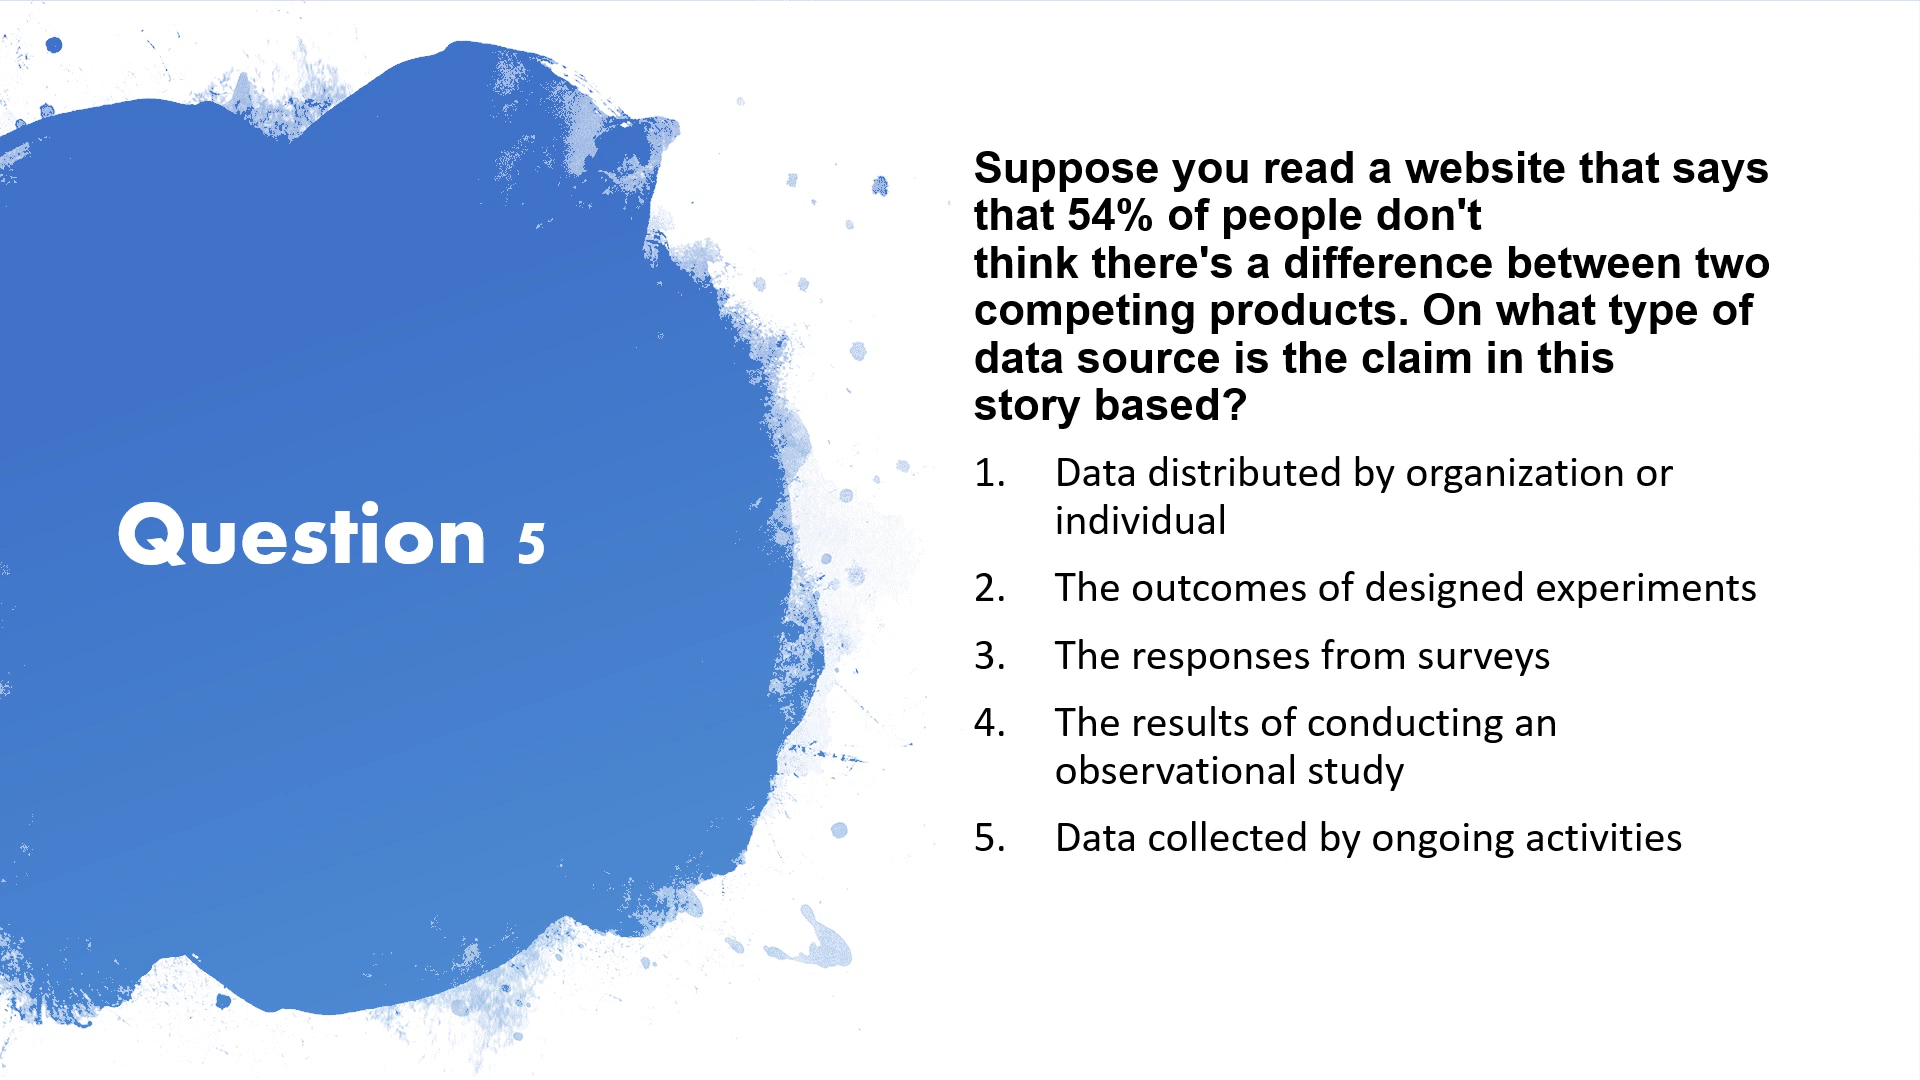 Question 5
Suppose you read a website that says
that 54% of people don't
think there's a difference between two
competing products. On what type of
data source is the claim in this
story based?
1. Data distributed by organization or
individual
2. The outcomes of designed experiments
3. The responses from surveys
4. The results of conducting an
observational study
5. Data collected by ongoing activities